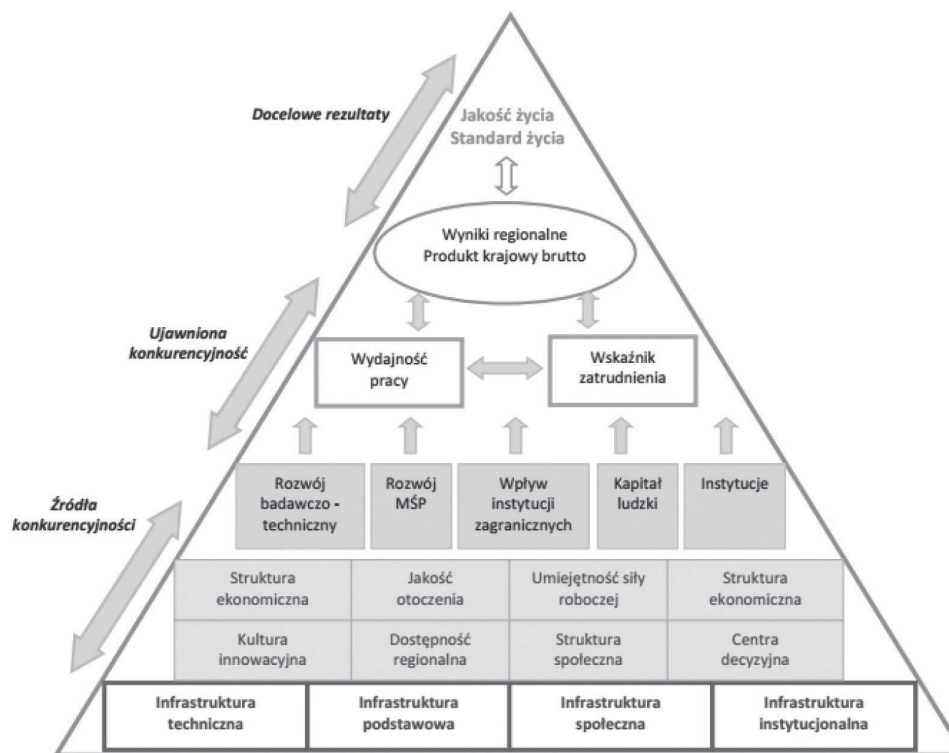 Docelowe rezultaty
Jakość życia
Standard życia
Wyniki regionalne
Produkt krajowy brutto
Ujawniona
konkurencyjność
Wydajność
pracy
Wskaźnik
zatrudnienia
Źródła
konkurencyjności
Rozwój
badawczo -
techniczny
Rozwój
MŚP
Wpływ
instytucji
zagranicznych
Kapitał
ludzki
Instytucje
Struktura
ekonomiczna
Jakość
otoczenia
Umiejętność siły
roboczej
Struktura
ekonomiczna
Kultura
innowacyjna
Dostępność
regionalna
Struktura
społeczna
Centra
decyzyjna
Infrastruktura
techniczna
Infrastruktura
podstawowa
Infrastruktura
społeczna
Infrastruktura
instytucjonalna